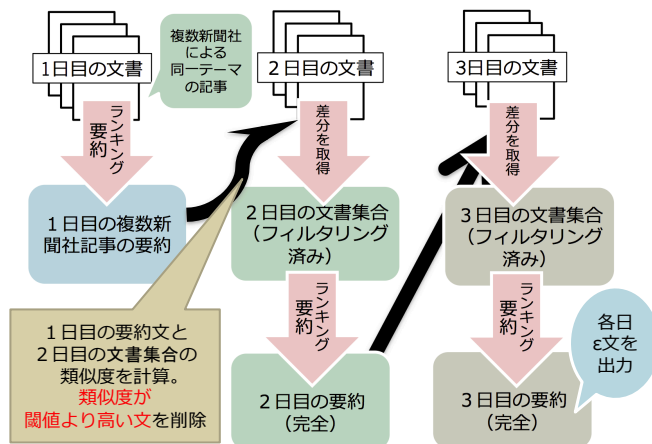 1日目の文書
複数新聞社
による
同一テーマ
の記事
2日目の文書
3日目の文書
ランキング
要約
差分を取得
差分を取得
1日目の複数新
聞社記事の要約
2日目の文書集合
（フィルタリング
済み）
3日目の文書集合
（フィルタリング
済み）
ランキング
要約
ランキング
要約
1日目の要約文と
2日目の文書集合の
類似度を計算。
類似度が
閾値より高い文を削除
各日
ε文を
出力
2日目の要約
（完全）
3日目の要約
（完全）